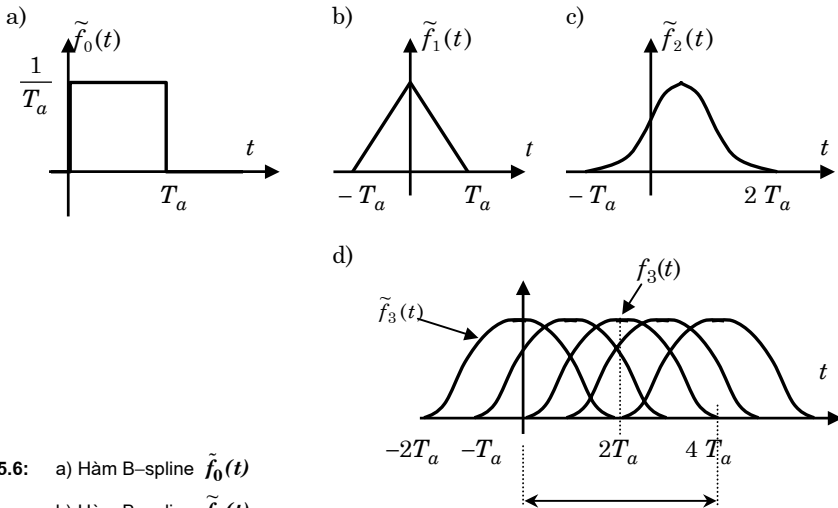 a)
b)
c)
f̃₀(t)
f̃₁(t)
f̃₂(t)
1
Tₐ
t
t
t
Tₐ
– Tₐ
Tₐ
– Tₐ
2 Tₐ
d)
f₃(t)
f̃₃(t)
t
–2Tₐ
–Tₐ
2Tₐ
4 Tₐ
5.6: a) Hàm B–spline f̃₀(t)